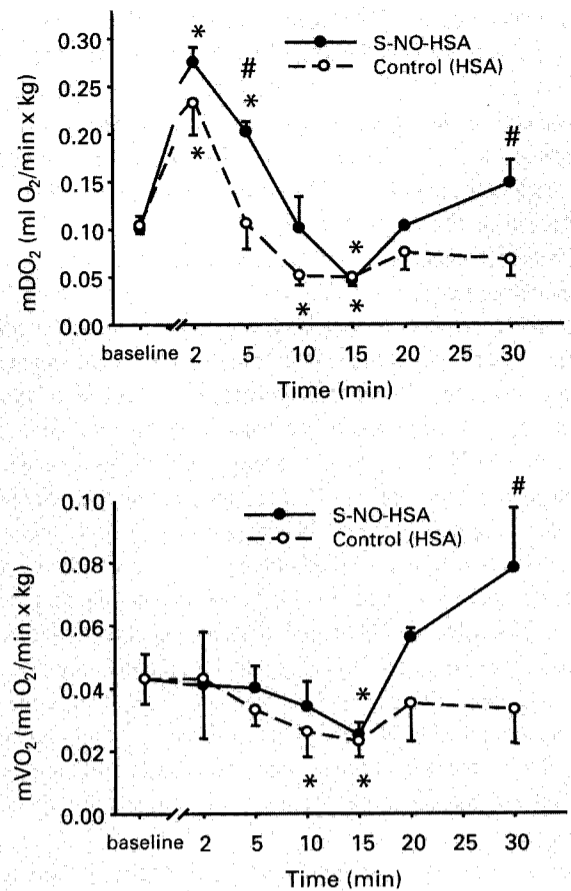 mDO₂ (ml O₂/min x kg)
0.30
0.25
0.20
0.15
0.10
0.05
0.00
S-NO-HSA
Control (HSA)
*
*
#
*
*
*
*
#
baseline 2 5 10 15 20 25 30
Time (min)
mVO₂ (ml O₂/min x kg)
0.10
0.08
0.06
0.04
0.02
0.00
S-NO-HSA
Control (HSA)
#
*
*
*
baseline 2 5 10 15 20 25 30
Time (min)